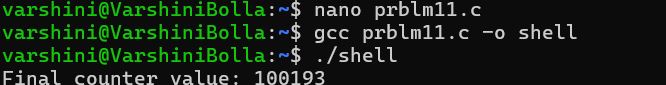 varshini@VarshiniBolla:~$ nano prblm11.c
varshini@VarshiniBolla:~$ gcc prblm11.c -o shell
varshini@VarshiniBolla:~$ ./shell
Final counter value: 100193